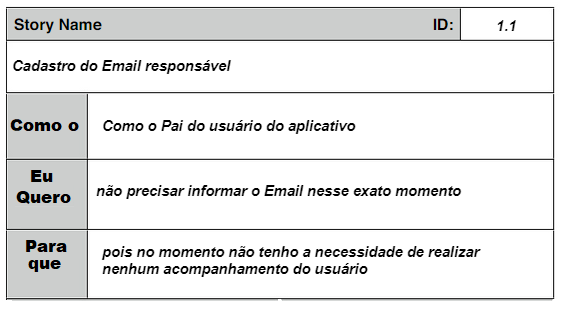 Story Name ID: 1.1
Cadastro do Email responsável
Como o Como o Pai do usuário do aplicativo
Eu
Quero
não precisar informar o Email nesse exato momento
Para
que
pois no momento não tenho a necessidade de realizar
nenhum acompanhamento do usuário